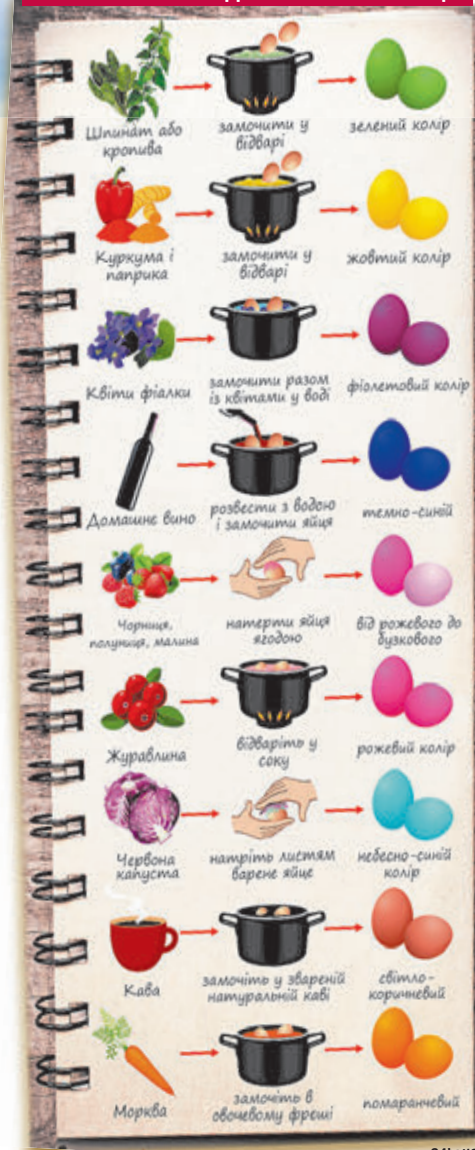 Шпинат або
кропива
замочити у
відварі
зелений колір
Куркума і
паприка
замочити у
відварі
жовтий колір
Квіти фіалки
замочити разом
із квітами у воді
фіолетовий колір
Домашнє вино
розвести з водою
і замочити яйця
темно-синій
Чорниця,
полуниця, малина
натерти яйця
ягодою
від рожевого до
бузкового
Журавлина
відваріть у
соку
рожевий колір
Червона
капуста
натріть листям
варене яйце
небесно-синій
колір
Кава
замочіть у звареній
натуральній каві
світло-
коричневий
Морква
замочіть в
овочевому фреші
помаранчевий